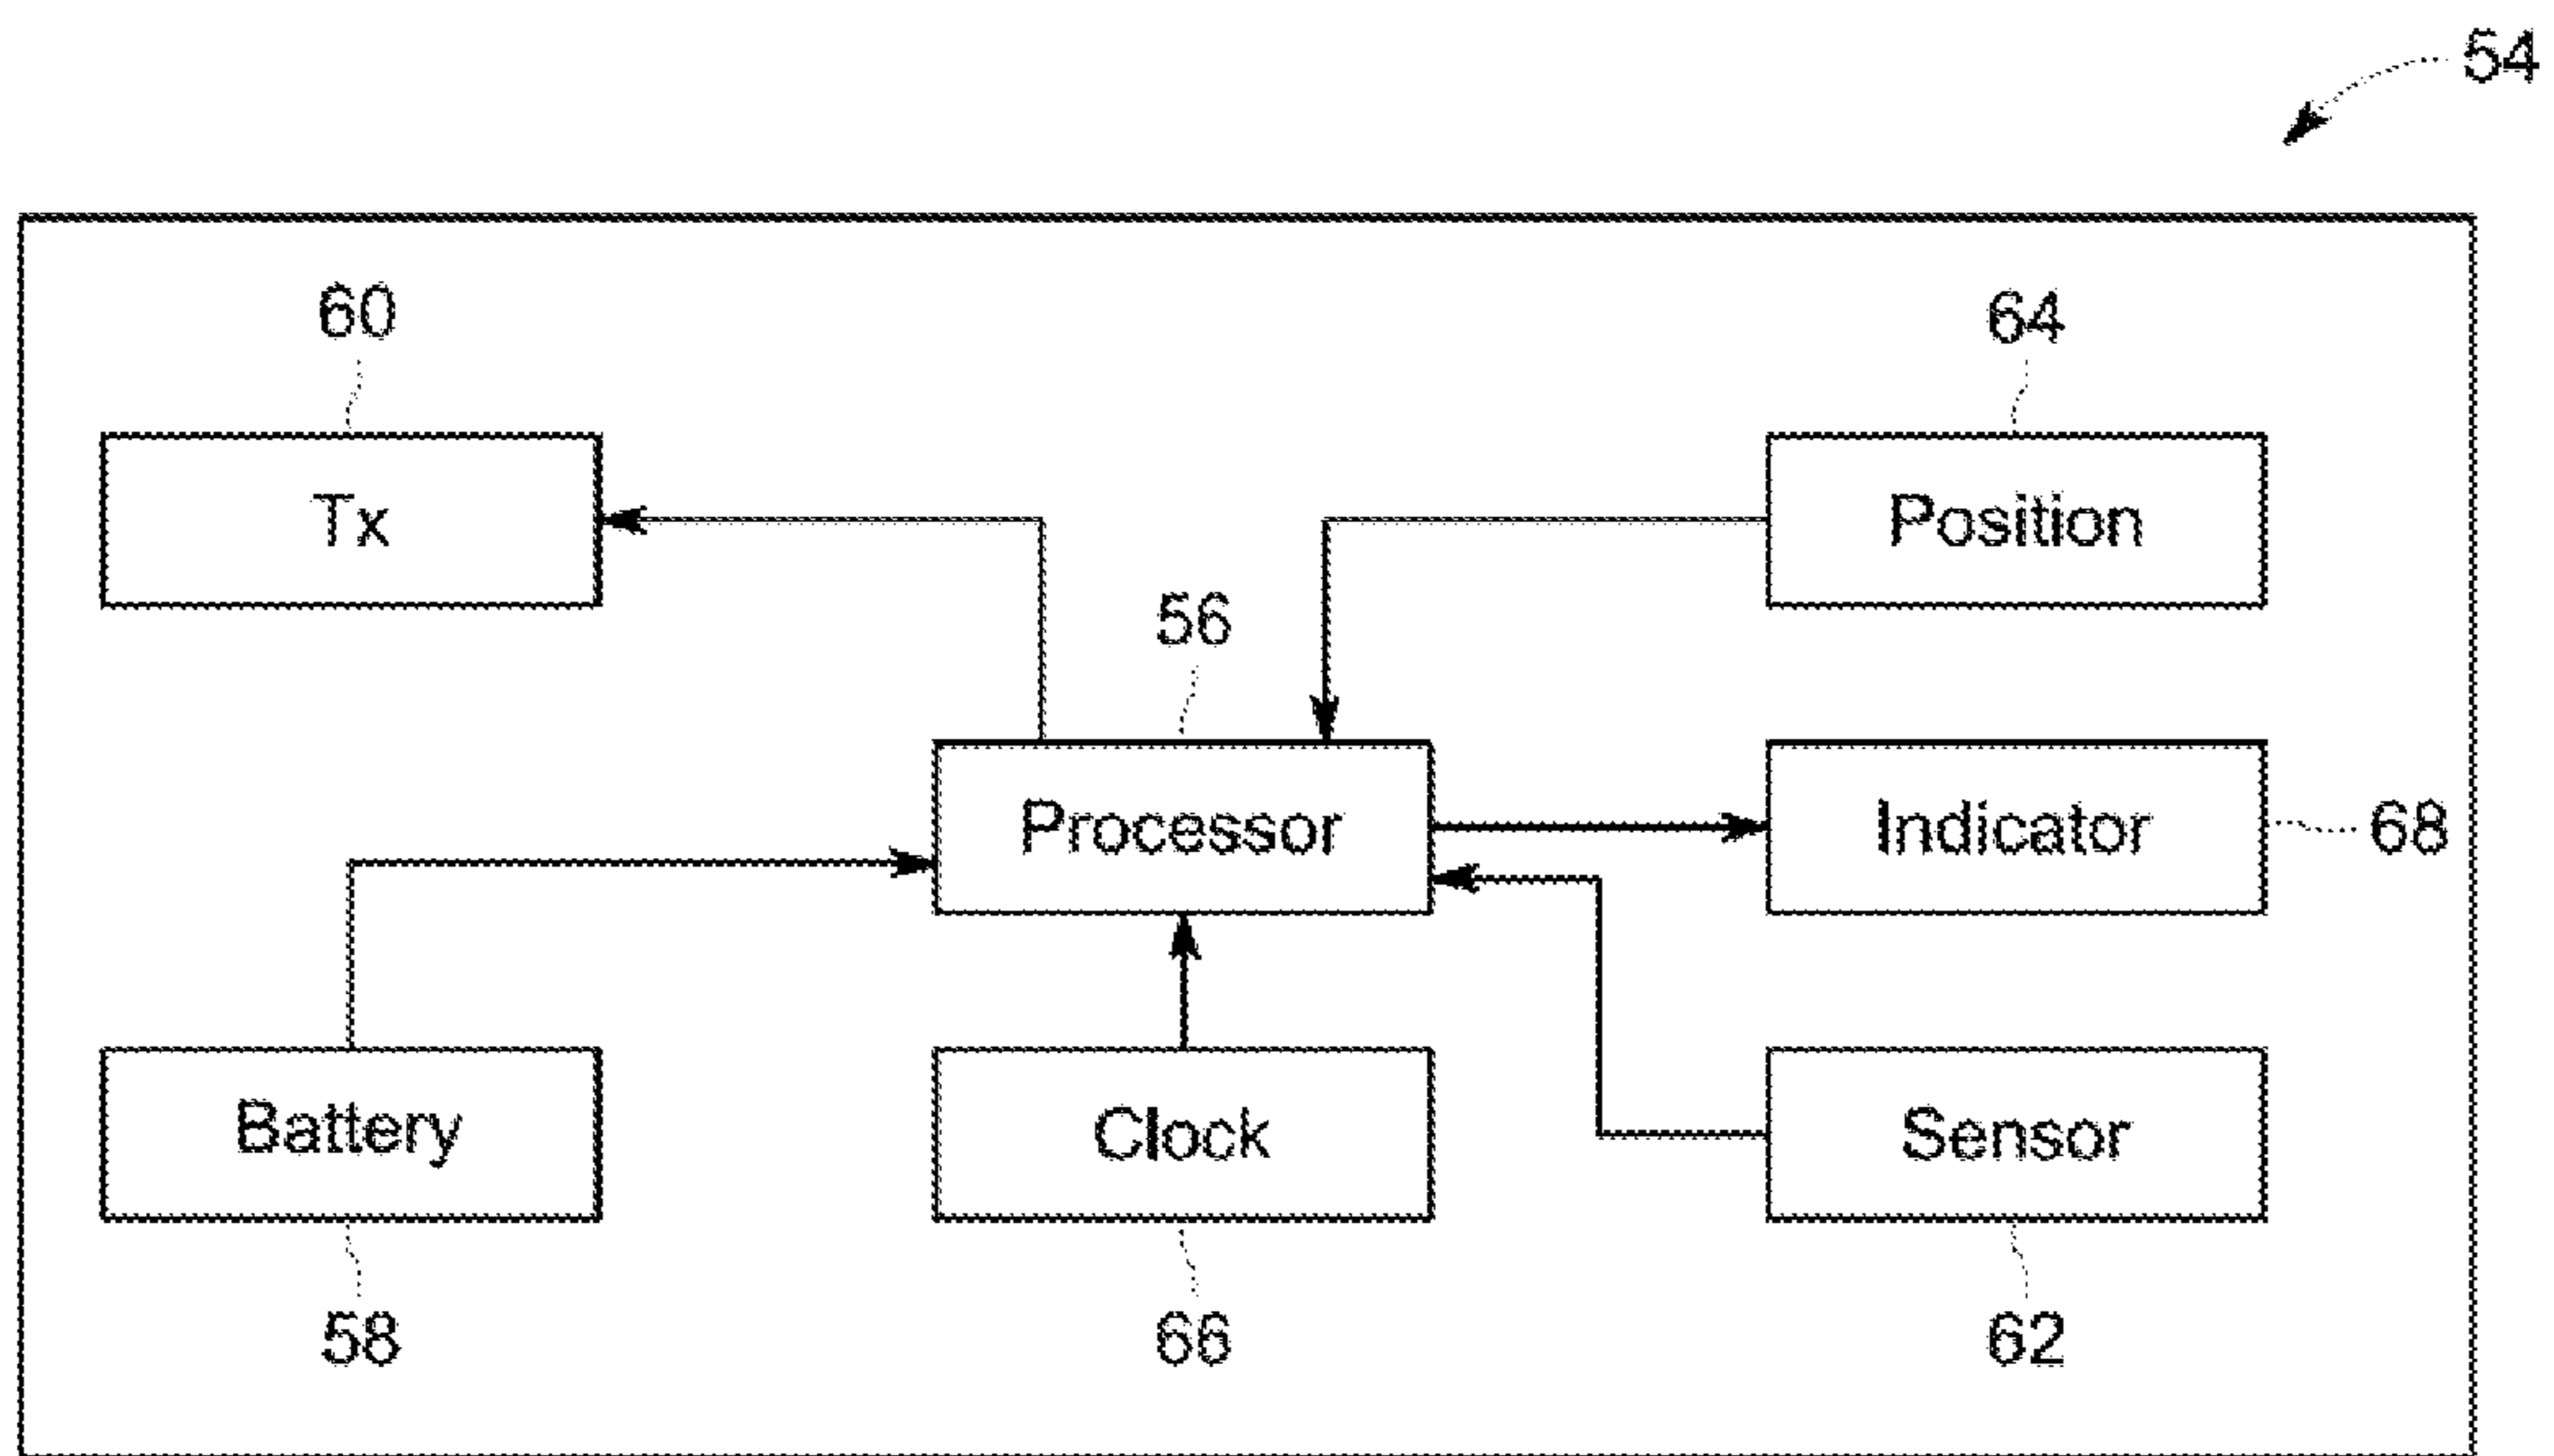 54
60
64
Tx
Position
56
Processor
Indicator
68
Battery
Clock
Sensor
58
66
62